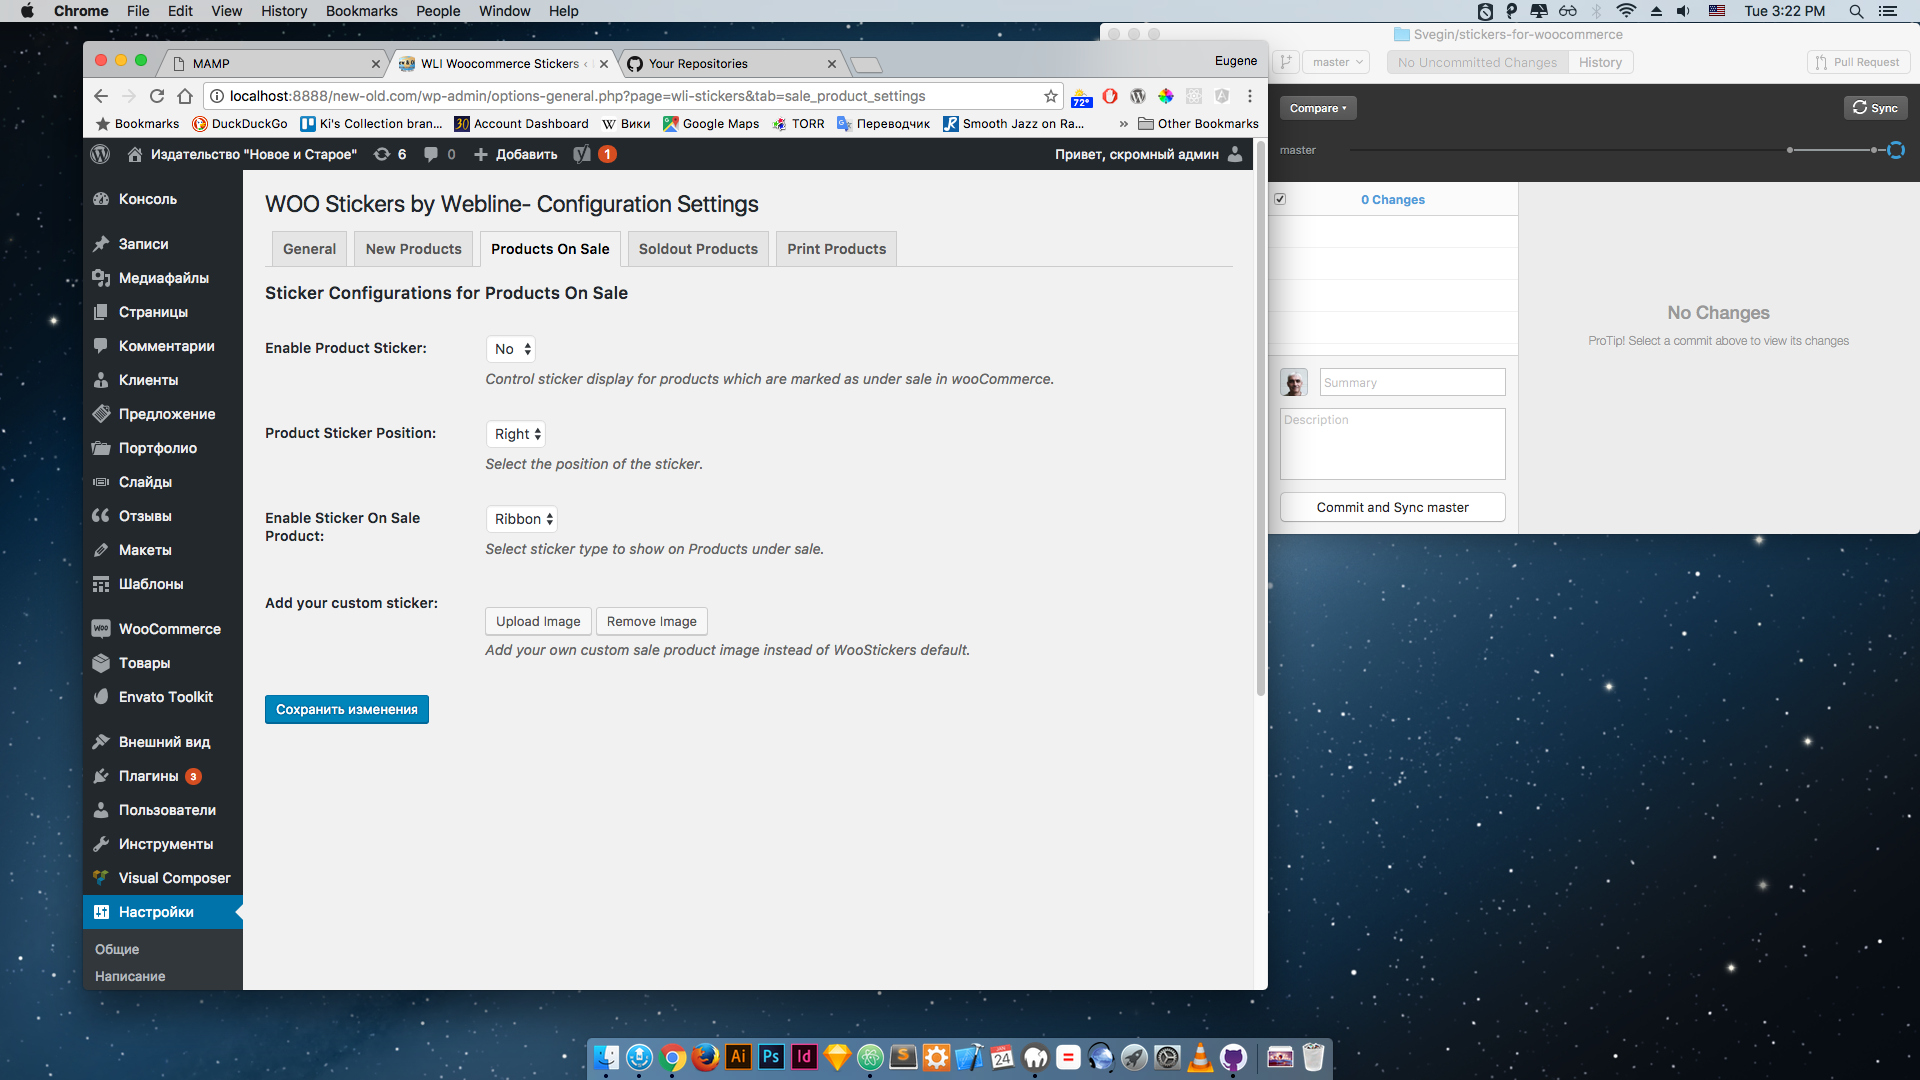 Chrome File Edit View History Bookmarks People Window Help
Tue 3:22 PM
Svegin/stickers-for-woocommerce
master
No Uncommitted Changes
History
Pull Request
MAMP
WLI Woocommerce Stickers ‹
Your Repositories
Eugene
localhost:8888/new-old.com/wp-admin/options-general.php?page=wli-stickers&tab=sale_product_settings
72°
Bookmarks
DuckDuckGo
Ki's Collection bran...
30 Account Dashboard
W Вики
Google Maps
TORR
Переводчик
Smooth Jazz on Ra...
»
Other Bookmarks
Издательство "Новое и Старое"
6
0
Добавить
1
Привет, скромный админ
Консоль
Записи
Медиафайлы
Страницы
Комментарии
Клиенты
Предложение
Портфолио
Слайды
Отзывы
Макеты
Шаблоны
WooCommerce
Товары
Envato Toolkit
Внешний вид
Плагины 3
Пользователи
Инструменты
Visual Composer
Настройки
Общие
Написание
WOO Stickers by Webline- Configuration Settings
General
New Products
Products On Sale
Soldout Products
Print Products
Sticker Configurations for Products On Sale
Enable Product Sticker:
No
Control sticker display for products which are marked as under sale in wooCommerce.
Product Sticker Position:
Right
Select the position of the sticker.
Enable Sticker On Sale
Product:
Ribbon
Select sticker type to show on Products under sale.
Add your custom sticker:
Upload Image
Remove Image
Add your own custom sale product image instead of WooStickers default.
Сохранить изменения
Compare
Sync
master
0 Changes
No Changes
ProTip! Select a commit above to view its changes
Summary
Description
Commit and Sync master
Ai
Ps
Id
S
24